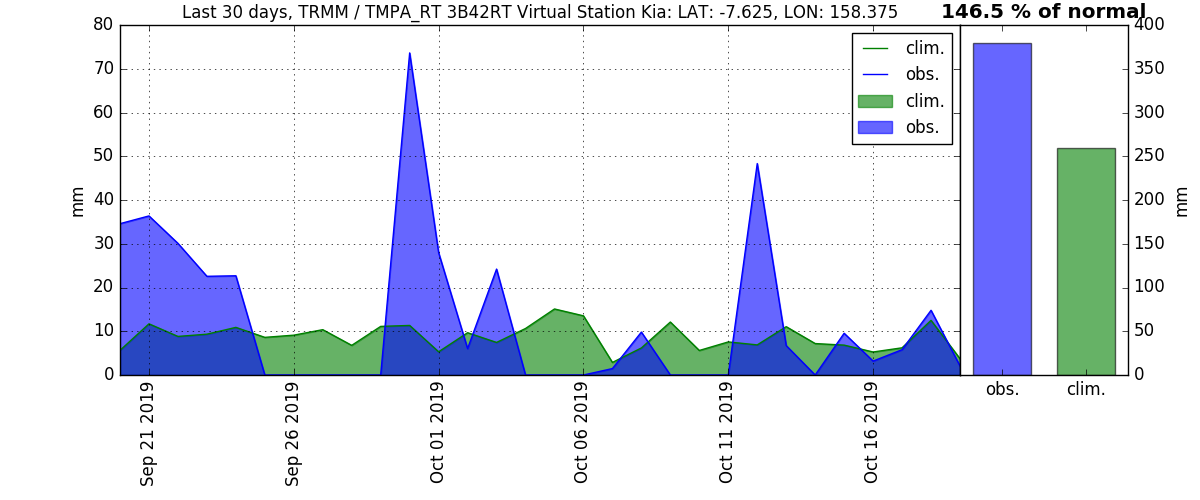 Last 30 days, TRMM / TMPA_RT 3B42RT Virtual Station Kia: LAT: -7.625, LON: 158.375
146.5 % of normal
80
70
60
50
40
30
20
10
0
mm
clim.
obs.
clim.
obs.
Sep 21 2019
Sep 26 2019
Oct 01 2019
Oct 06 2019
Oct 11 2019
Oct 16 2019
400
350
300
250
200
150
100
50
0
mm
obs.
clim.